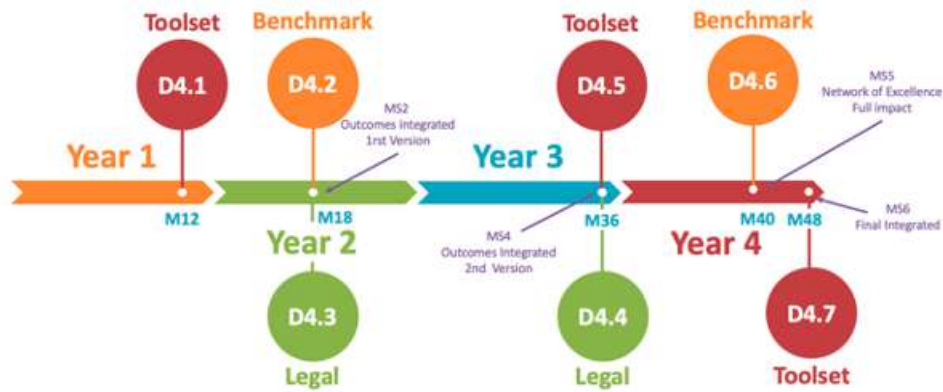 Toolset
Benchmark
Toolset
Benchmark
D4.1
D4.2
D4.5
D4.6
MS5
Network of Excellence
Full impact
MS2
Outcomes Integrated
1rst Version
Year 1
Year 3
M12
M18
M36
M40
M48
Year 2
MS4
Outcomes Integrated
2nd Version
Year 4
MS6
Final Integrated
D4.3
D4.4
D4.7
Legal
Legal
Toolset